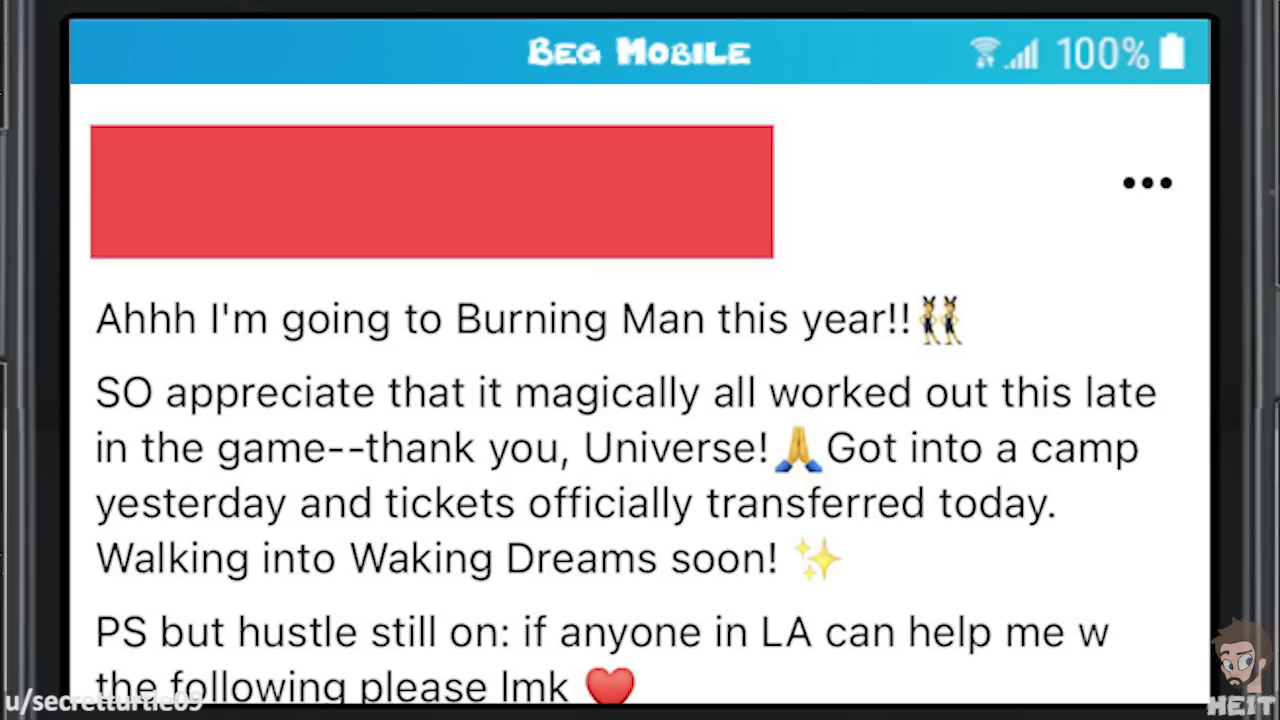 BEG MOBILE
100%
Ahhh I'm going to Burning Man this year!!
SO appreciate that it magically all worked out this late
in the game--thank you, Universe!🙏Got into a camp
yesterday and tickets officially transferred today.
Walking into Waking Dreams soon! ✨
PS but hustle still on: if anyone in LA can help me w
the following please lmk ❤️
u/secretturtle09
HEIT